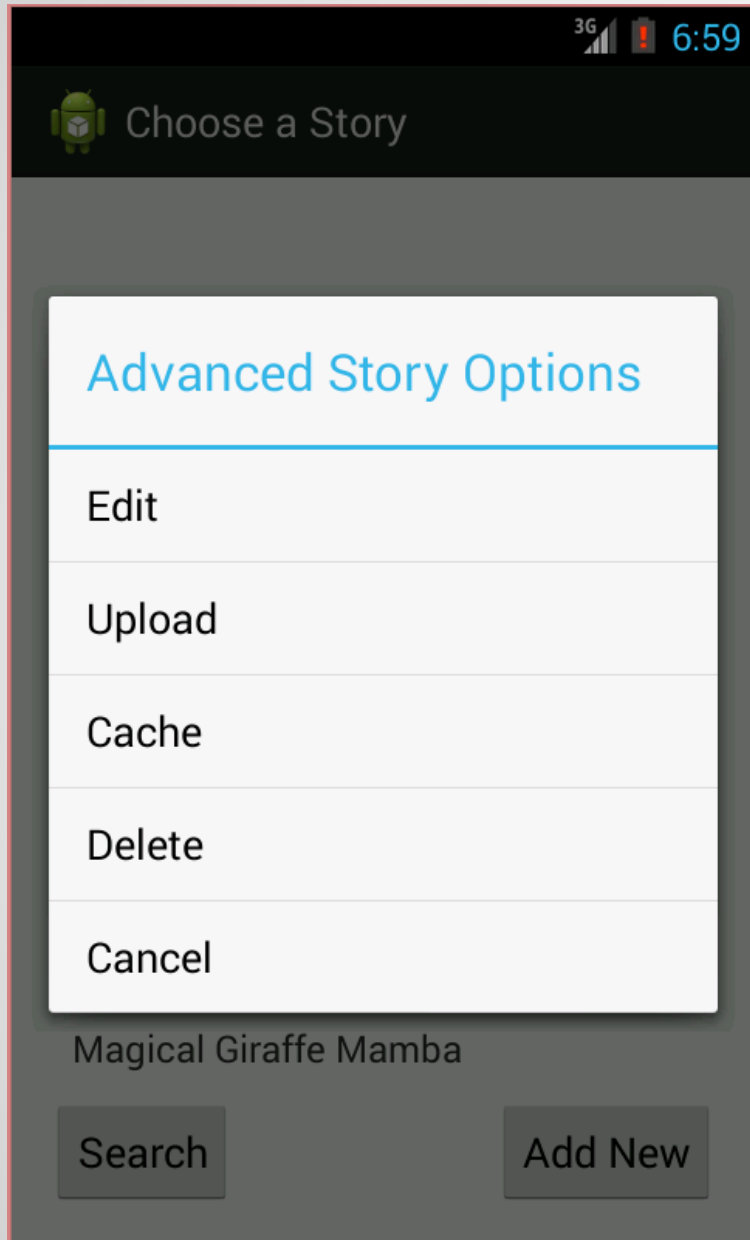 3G 6:59
Choose a Story
Advanced Story Options
Edit
Upload
Cache
Delete
Cancel
Magical Giraffe Mamba
Search Add New